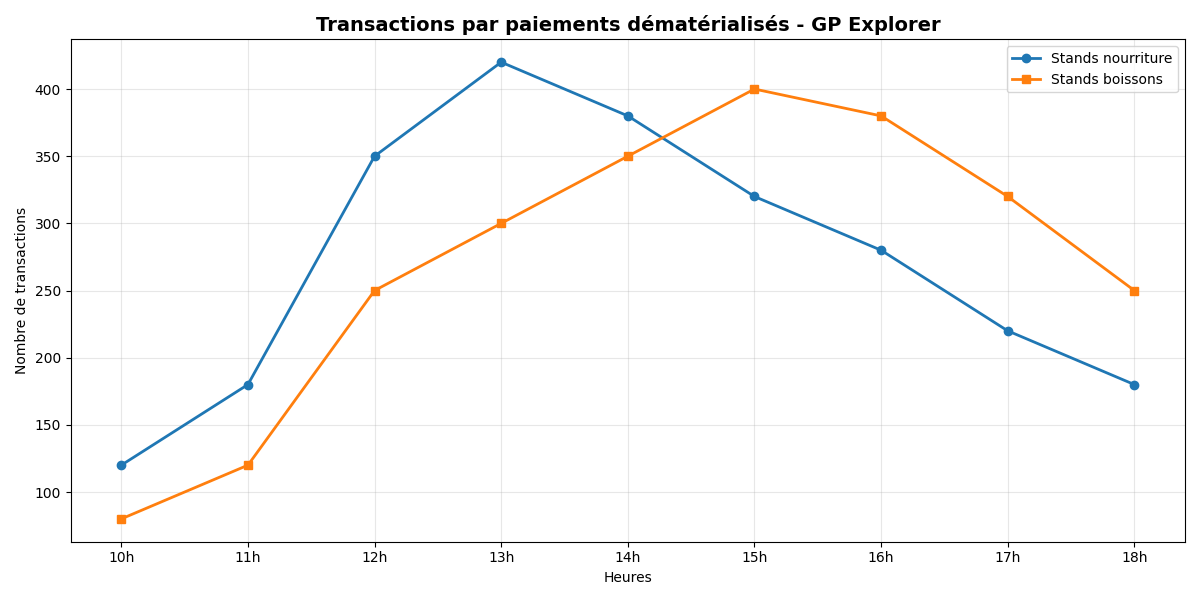 Transactions par paiements dématérialisés - GP Explorer
Stands nourriture
Stands boissons
Nombre de transactions
400
350
300
250
200
150
100
10h 11h 12h 13h 14h 15h 16h 17h 18h
Heures